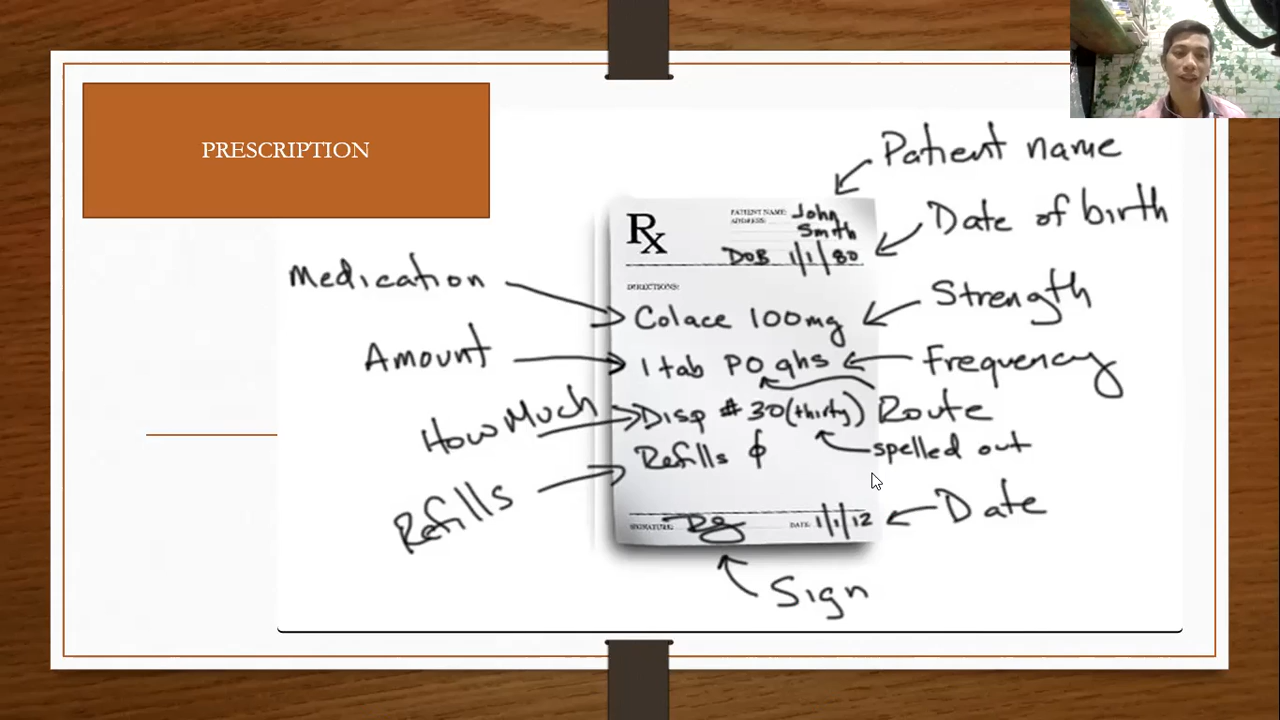 PRESCRIPTION
Patient name
Rx
PATIENT NAME: John
ADDRESS: Smith
DOB 1/1/80
Date of birth
DIRECTIONS:
Medication
Colace 100mg
Strength
Amount
1 tab PO qhs
Frequency
How Much
Disp # 30 (thirty)
Route
Refills
Refills ϕ
spelled out
SIGNATURE:
DATE: 1/1/12
Date
Sign